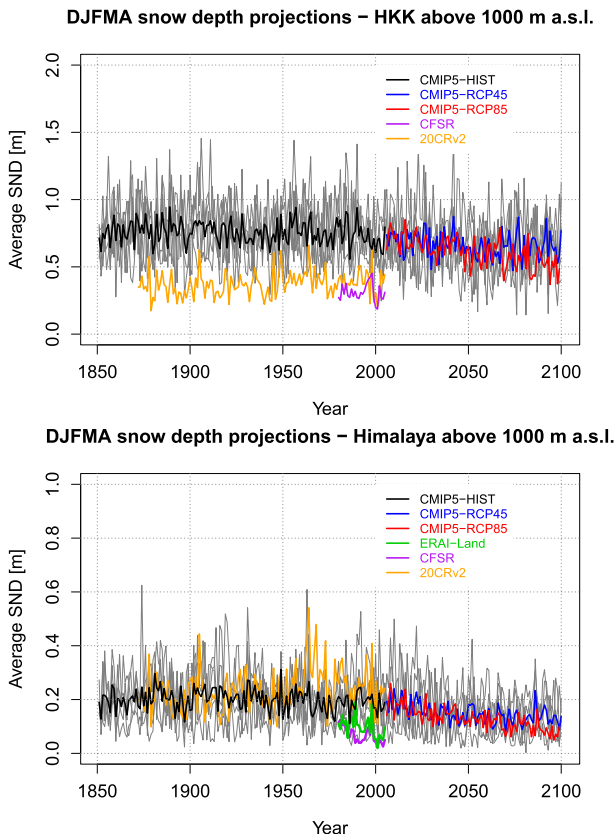 DJFMA snow depth projections − HKK above 1000 m a.s.l.
2.0
1.5
1.0
0.5
0.0
Average SND [m]
CMIP5−HIST
CMIP5−RCP45
CMIP5−RCP85
CFSR
20CRv2
1850 1900 1950 2000 2050 2100
Year
DJFMA snow depth projections − Himalaya above 1000 m a.s.l.
1.0
0.8
0.6
0.4
0.2
0.0
Average SND [m]
CMIP5−HIST
CMIP5−RCP45
CMIP5−RCP85
ERAI−Land
CFSR
20CRv2
1850 1900 1950 2000 2050 2100
Year